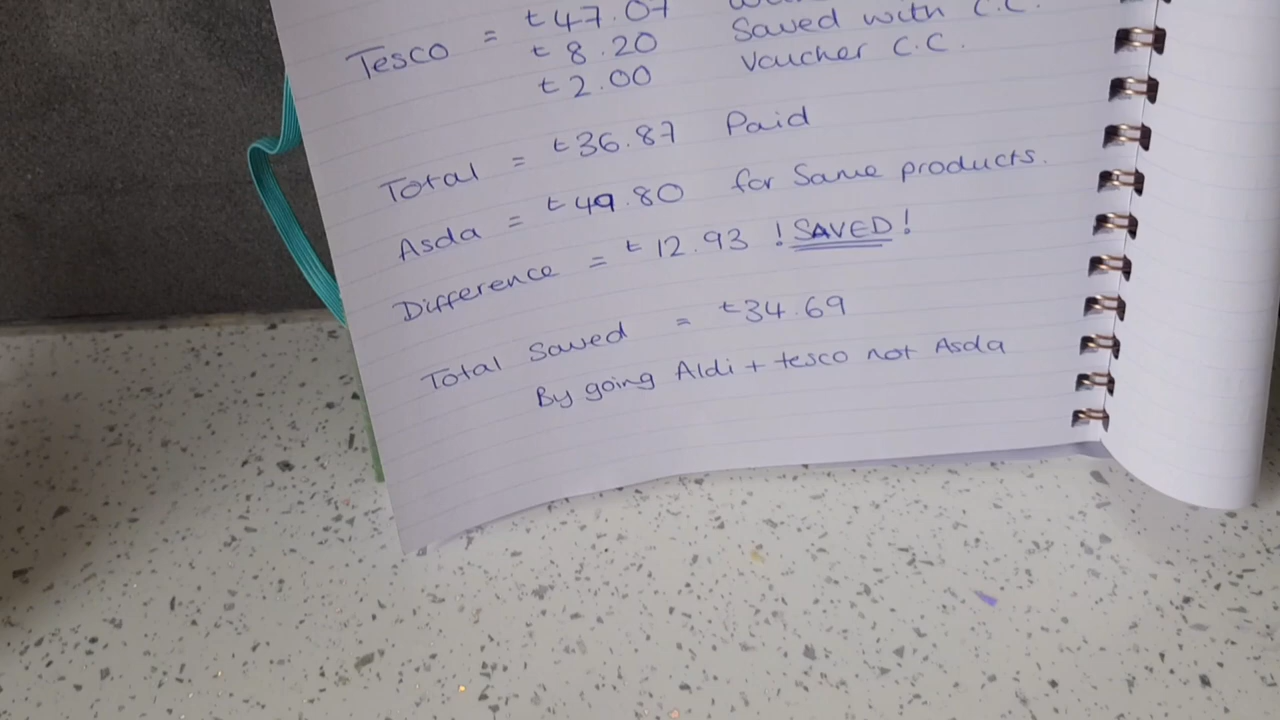 Tesco = £47.07
£8.20 Saved with C.C.
£2.00 Voucher C.C.
Total = £36.87 Paid
Asda = £49.80 for Same products.
Difference = £12.93 !SAVED!
Total Saved = £34.69
By going Aldi + tesco not Asda